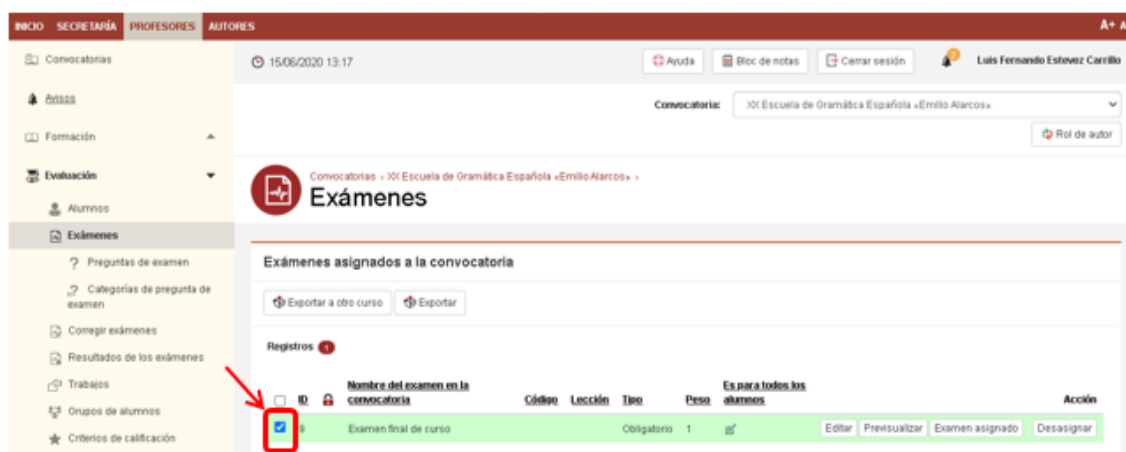 INICIO SECRETARÍA PROFESORES AUTORES A+ A
Convocatorias
15/06/2020 13:17 Ayuda Bloc de notas Cerrar sesión 2 Luis Fernando Estevez Carrillo
Avisos
Convocatoria: XX Escuela de Gramática Española «Emilio Alarcos»
Formación
Rol de autor
Evaluación
Convocatorias › XX Escuela de Gramática Española «Emilio Alarcos» ›
Exámenes
Alumnos
Exámenes
Preguntas de examen
Categorías de pregunta de
examen
Corregir exámenes
Resultados de los exámenes
Trabajos
Grupos de alumnos
Criterios de calificación
Exámenes asignados a la convocatoria
Exportar a otro curso Exportar
Registros 1
ID Nombre del examen en la
convocatoria Código Lección Tipo Peso Es para todos los
alumnos Acción
9 Examen final de curso Obligatorio 1 Editar Previsualizar Examen asignado Desasignar